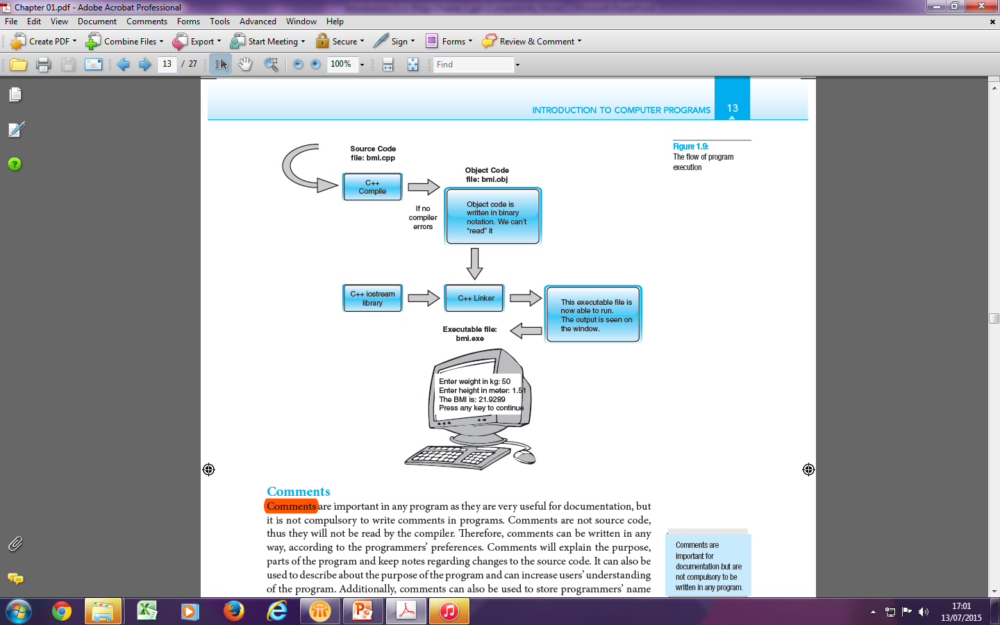 Chapter 01.pdf - Adobe Acrobat Professional
File Edit View Document Comments Forms Tools Advanced Window Help
Create PDF Combine Files Export Start Meeting Secure Sign Forms Review & Comment
13 / 27 100% Find
INTRODUCTION TO COMPUTER PROGRAMS 13
Figure 1.9:
The flow of program
execution
Source Code
file: bmi.cpp
C++
Compile
If no
compiler
errors
Object Code
file: bmi.obj
Object code is
written in binary
notation. We can't
“read” it
C++ iostream
library
C++ Linker
This executable file is
now able to run.
The output is seen on
the window.
Executable file:
bmi.exe
Enter weight in kg: 50
Enter height in meter: 1.51
The BMI is: 21.9289
Press any key to continue
Comments
Comments are important in any program as they are very useful for documentation, but
it is not compulsory to write comments in programs. Comments are not source code,
thus they will not be read by the compiler. Therefore, comments can be written in any
way, according to the programmers’ preferences. Comments will explain the purpose,
parts of the program and keep notes regarding changes to the source code. It can also be
used to describe about the purpose of the program and can increase users’ understanding
of the program. Additionally, comments can also be used to store programmers’ name
Comments are
important for
documentation but are
not compulsory to be
written in any program.
17:01
13/07/2015